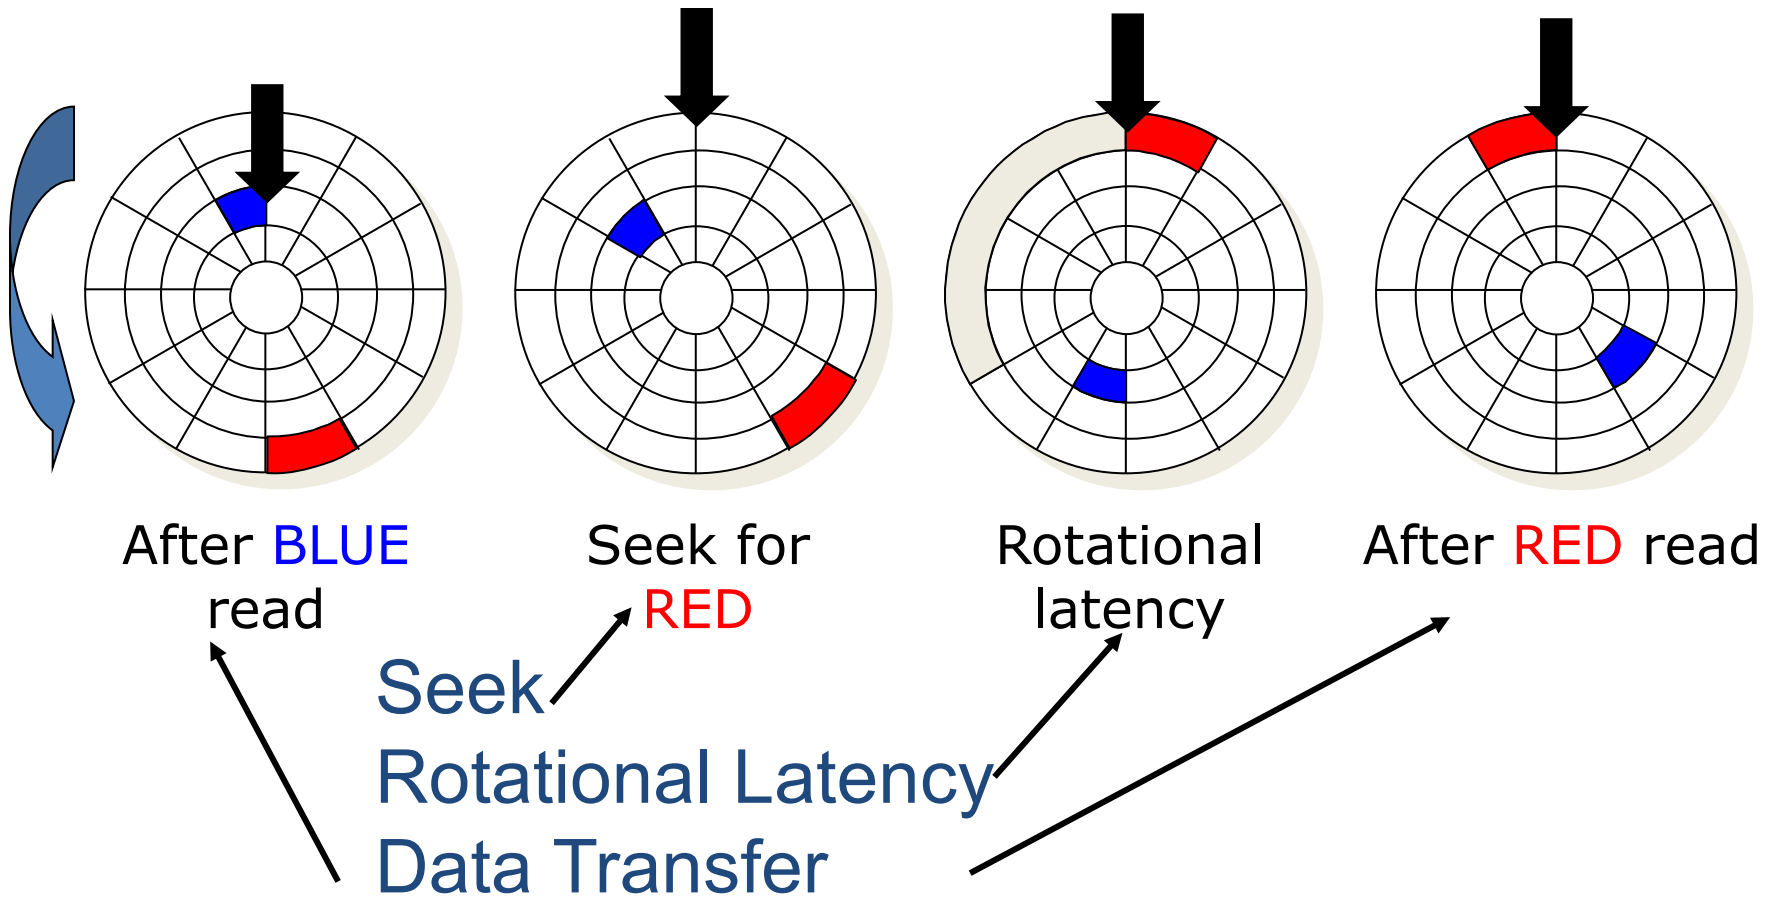 After BLUE
read
Seek for
RED
Rotational
latency
After RED read
Seek
Rotational Latency
Data Transfer